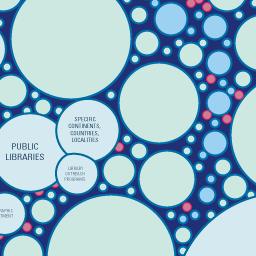 SPECIFIC
CONTINENTS,
COUNTRIES,
LOCALITIES
PUBLIC
LIBRARIES
LIBRARY
OUTREACH
PROGRAMS